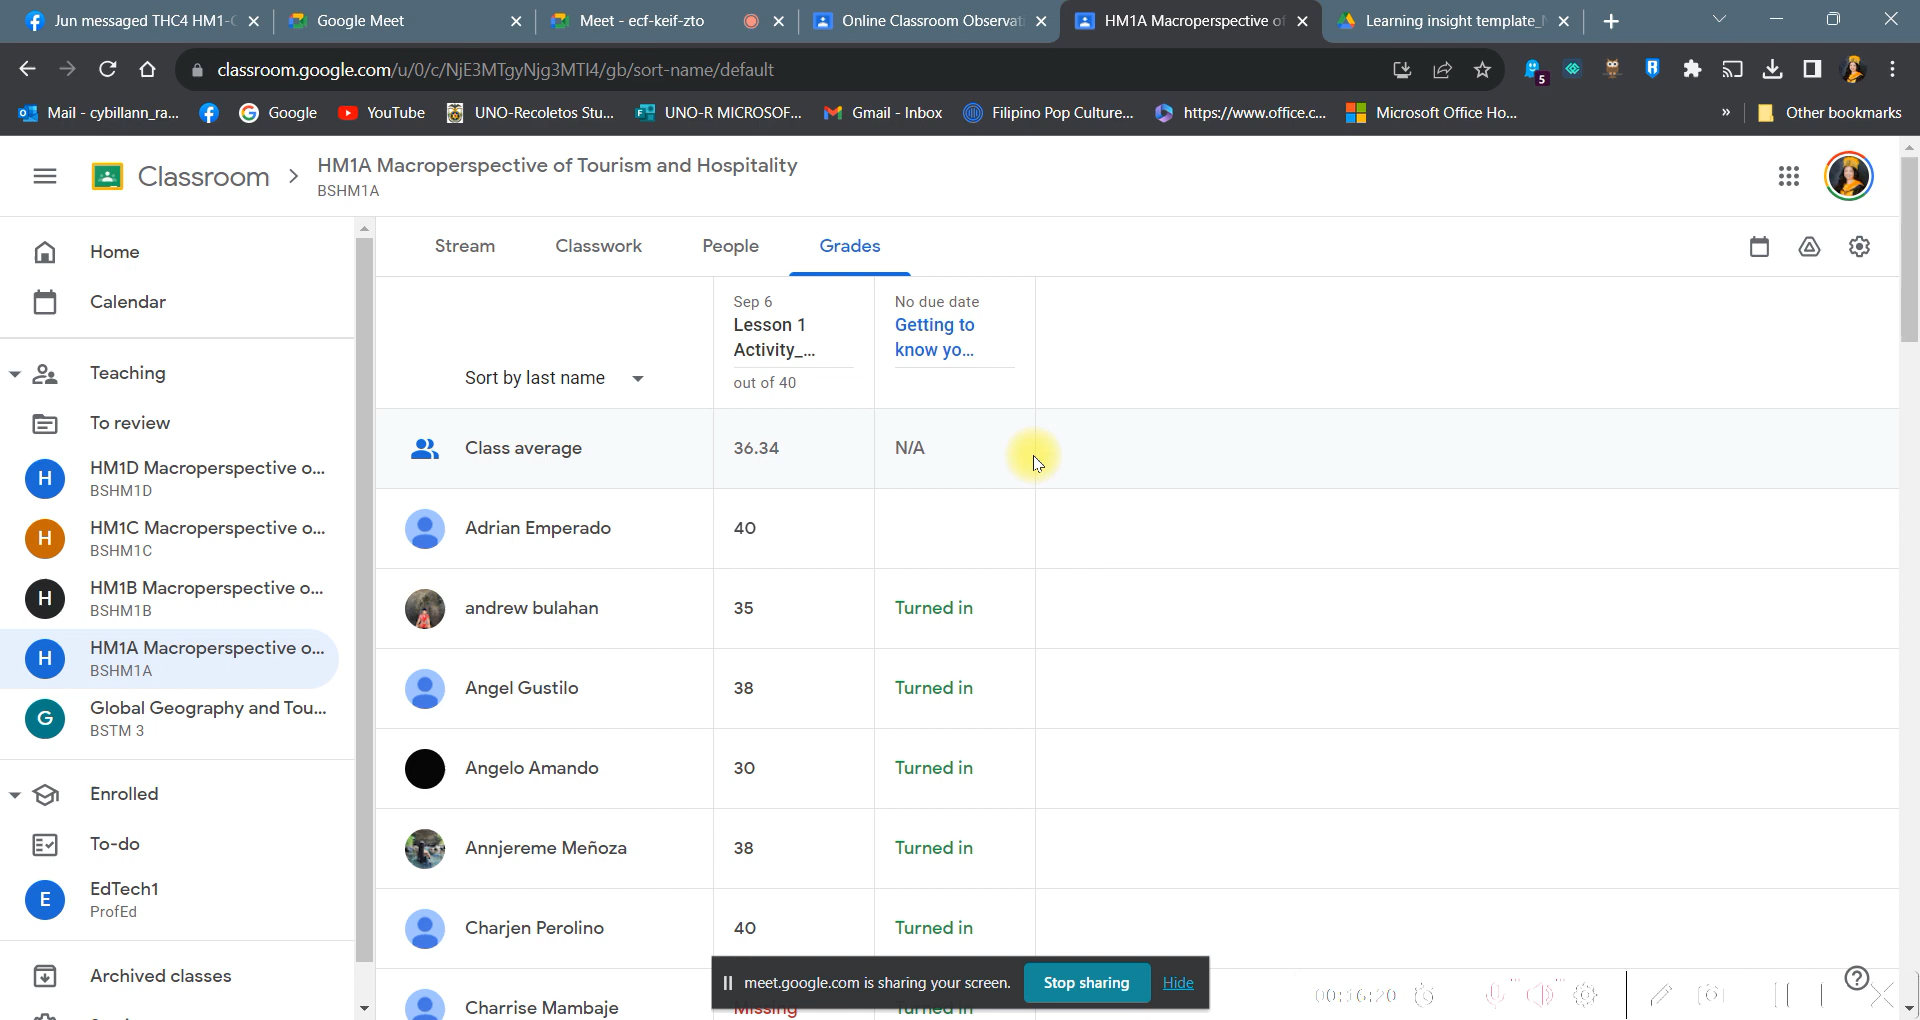 Jun messaged THC4 HM1-C
Google Meet
Meet - ecf-keif-zto
Online Classroom Observati
HM1A Macroperspective of
Learning insight template_
classroom.google.com/u/0/c/NjE3MTgyNjg3MTI4/gb/sort-name/default
5
Mail - cybillann_ra...
Google
YouTube
UNO-Recoletos Stu...
UNO-R MICROSOF...
Gmail - Inbox
Filipino Pop Culture...
https://www.office.c...
Microsoft Office Ho...
»
Other bookmarks
Classroom
HM1A Macroperspective of Tourism and Hospitality
BSHM1A
Home
Calendar
Teaching
To review
H
HM1D Macroperspective o...
BSHM1D
H
HM1C Macroperspective o...
BSHM1C
H
HM1B Macroperspective o...
BSHM1B
H
HM1A Macroperspective o...
BSHM1A
G
Global Geography and Tou...
BSTM 3
Enrolled
To-do
E
EdTech1
ProfEd
Archived classes
Stream
Classwork
People
Grades
Sort by last name
Sep 6
Lesson 1
Activity_...
out of 40
No due date
Getting to
know yo...
Class average
36.34
N/A
Adrian Emperado
40
andrew bulahan
35
Turned in
Angel Gustilo
38
Turned in
Angelo Amando
30
Turned in
Annjereme Meñoza
38
Turned in
Charjen Perolino
40
Turned in
Charrise Mambaje
Missing
Turned in
meet.google.com is sharing your screen.
Stop sharing
Hide
00:16:20